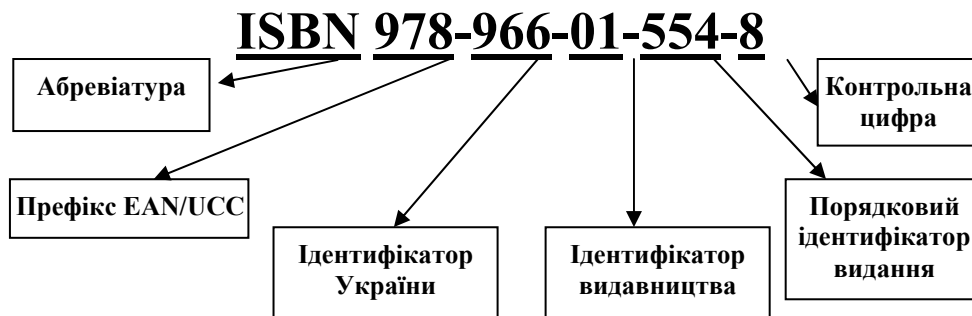 ISBN 978-966-01-554-8
Абревіатура
Контрольна
цифра
Префікс EAN/UCC
Порядковий
ідентифікатор
видання
Ідентифікатор
України
Ідентифікатор
видавництва